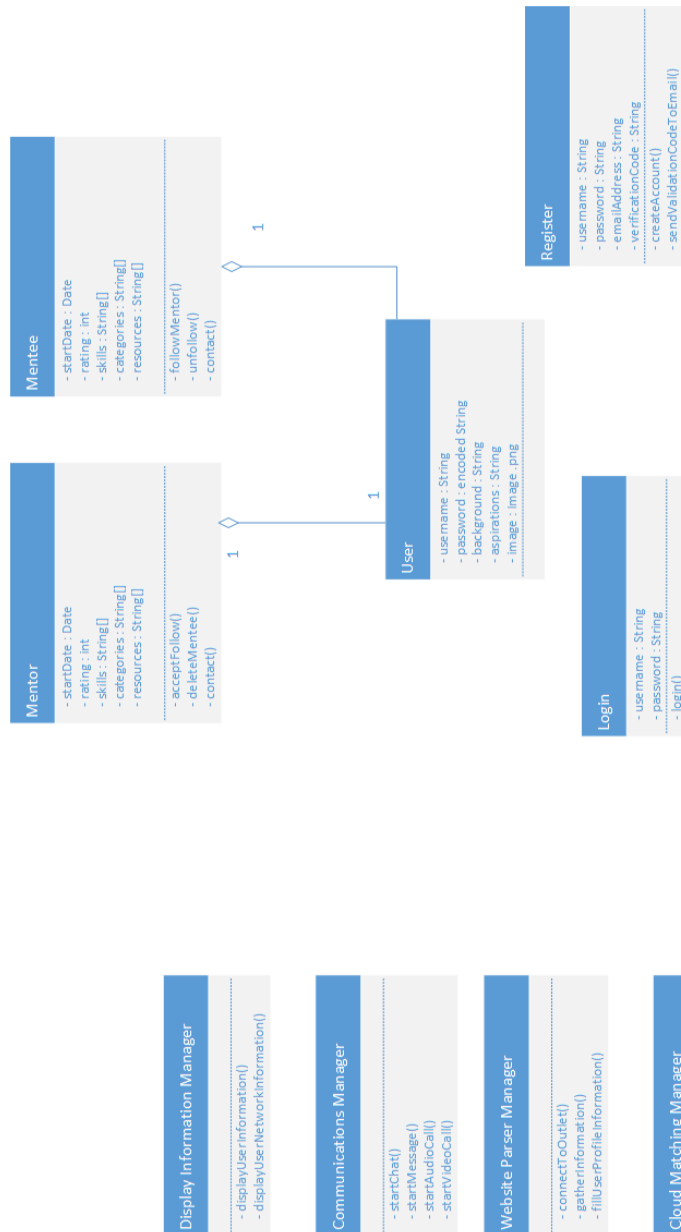 Display Information Manager
- displayUserInformation()
- displayUserNetworkInformation()
Communications Manager
- startChat()
- startMessage()
- startAudioCall()
- startVideoCall()
Website Parser Manager
- connectToOutlet()
- gatherInformation()
- fillUserProfileInformation()
Cloud Matching Manager
Mentor
- startDate : Date
- rating : int
- skills : String[]
- categories : String[]
- resources : String[]
- acceptFollow()
- deleteMentee()
- contact()
1
1
Mentee
- startDate : Date
- rating : int
- skills : String[]
- categories : String[]
- resources : String[]
- followMentor()
- unfollow()
- contact()
1
User
- username : String
- password : encoded String
- background : String
- aspirations : String
- image : Image .png
Login
- username : String
- password : String
- login()
Register
- username : String
- password : String
- emailAddress : String
- verificationCode : String
- createAccount()
- sendValidationCodeToEmail()